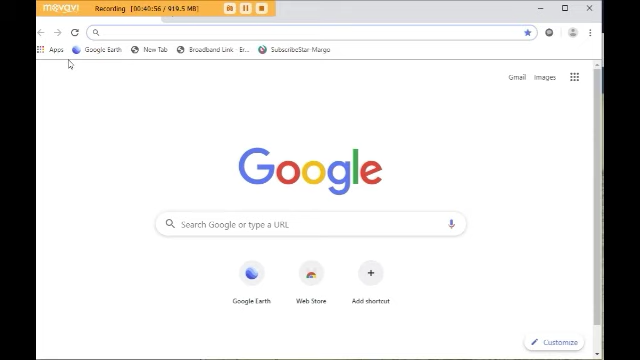 movavi Recording [00:40:56 / 919.5 MB]
Apps Google Earth New Tab Broadband Link - Er... SubscribeStar-Margo
Gmail Images
Google
Search Google or type a URL
Google Earth Web Store Add shortcut
Customize